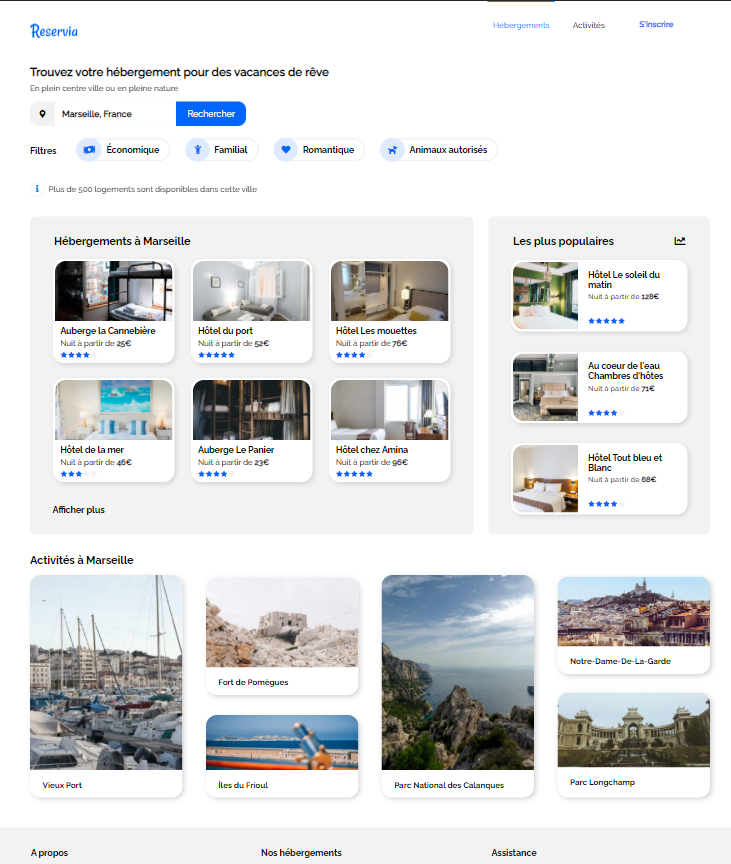 Reservia
Hébergements
Activités
S'inscrire
Trouvez votre hébergement pour des vacances de rêve
En plein centre ville ou en pleine nature
Marseille, France
Rechercher
Filtres
Économique
Familial
Romantique
Animaux autorisés
Plus de 500 logements sont disponibles dans cette ville
Hébergements à Marseille
Auberge la Cannebière
Nuit à partir de 25€
Hôtel du port
Nuit à partir de 52€
Hôtel Les mouettes
Nuit à partir de 76€
Hôtel de la mer
Nuit à partir de 46€
Auberge Le Panier
Nuit à partir de 23€
Hôtel chez Amina
Nuit à partir de 96€
Afficher plus
Les plus populaires
Hôtel Le soleil du
matin
Nuit à partir de 128€
Au coeur de l'eau
Chambres d'hôtes
Nuit à partir de 71€
Hôtel Tout bleu et
Blanc
Nuit à partir de 68€
Activités à Marseille
Vieux Port
Fort de Pomègues
Îles du Frioul
Parc National des Calanques
Notre-Dame-De-La-Garde
Parc Longchamp
A propos
Nos hébergements
Assistance